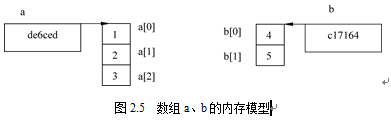 a
de6ced
1 a[0]
2 a[1]
3 a[2]
b
b[0] 4
b[1] 5
c17164
图 2.5 数组 a、b 的内存模型